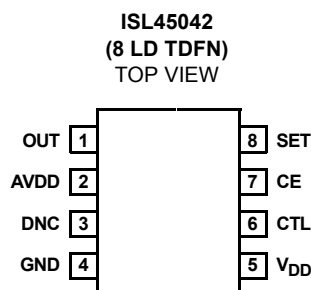 ISL45042
(8 LD TDFN)
TOP VIEW
OUT 1 8 SET
AVDD 2 7 CE
DNC 3 6 CTL
GND 4 5 VDD